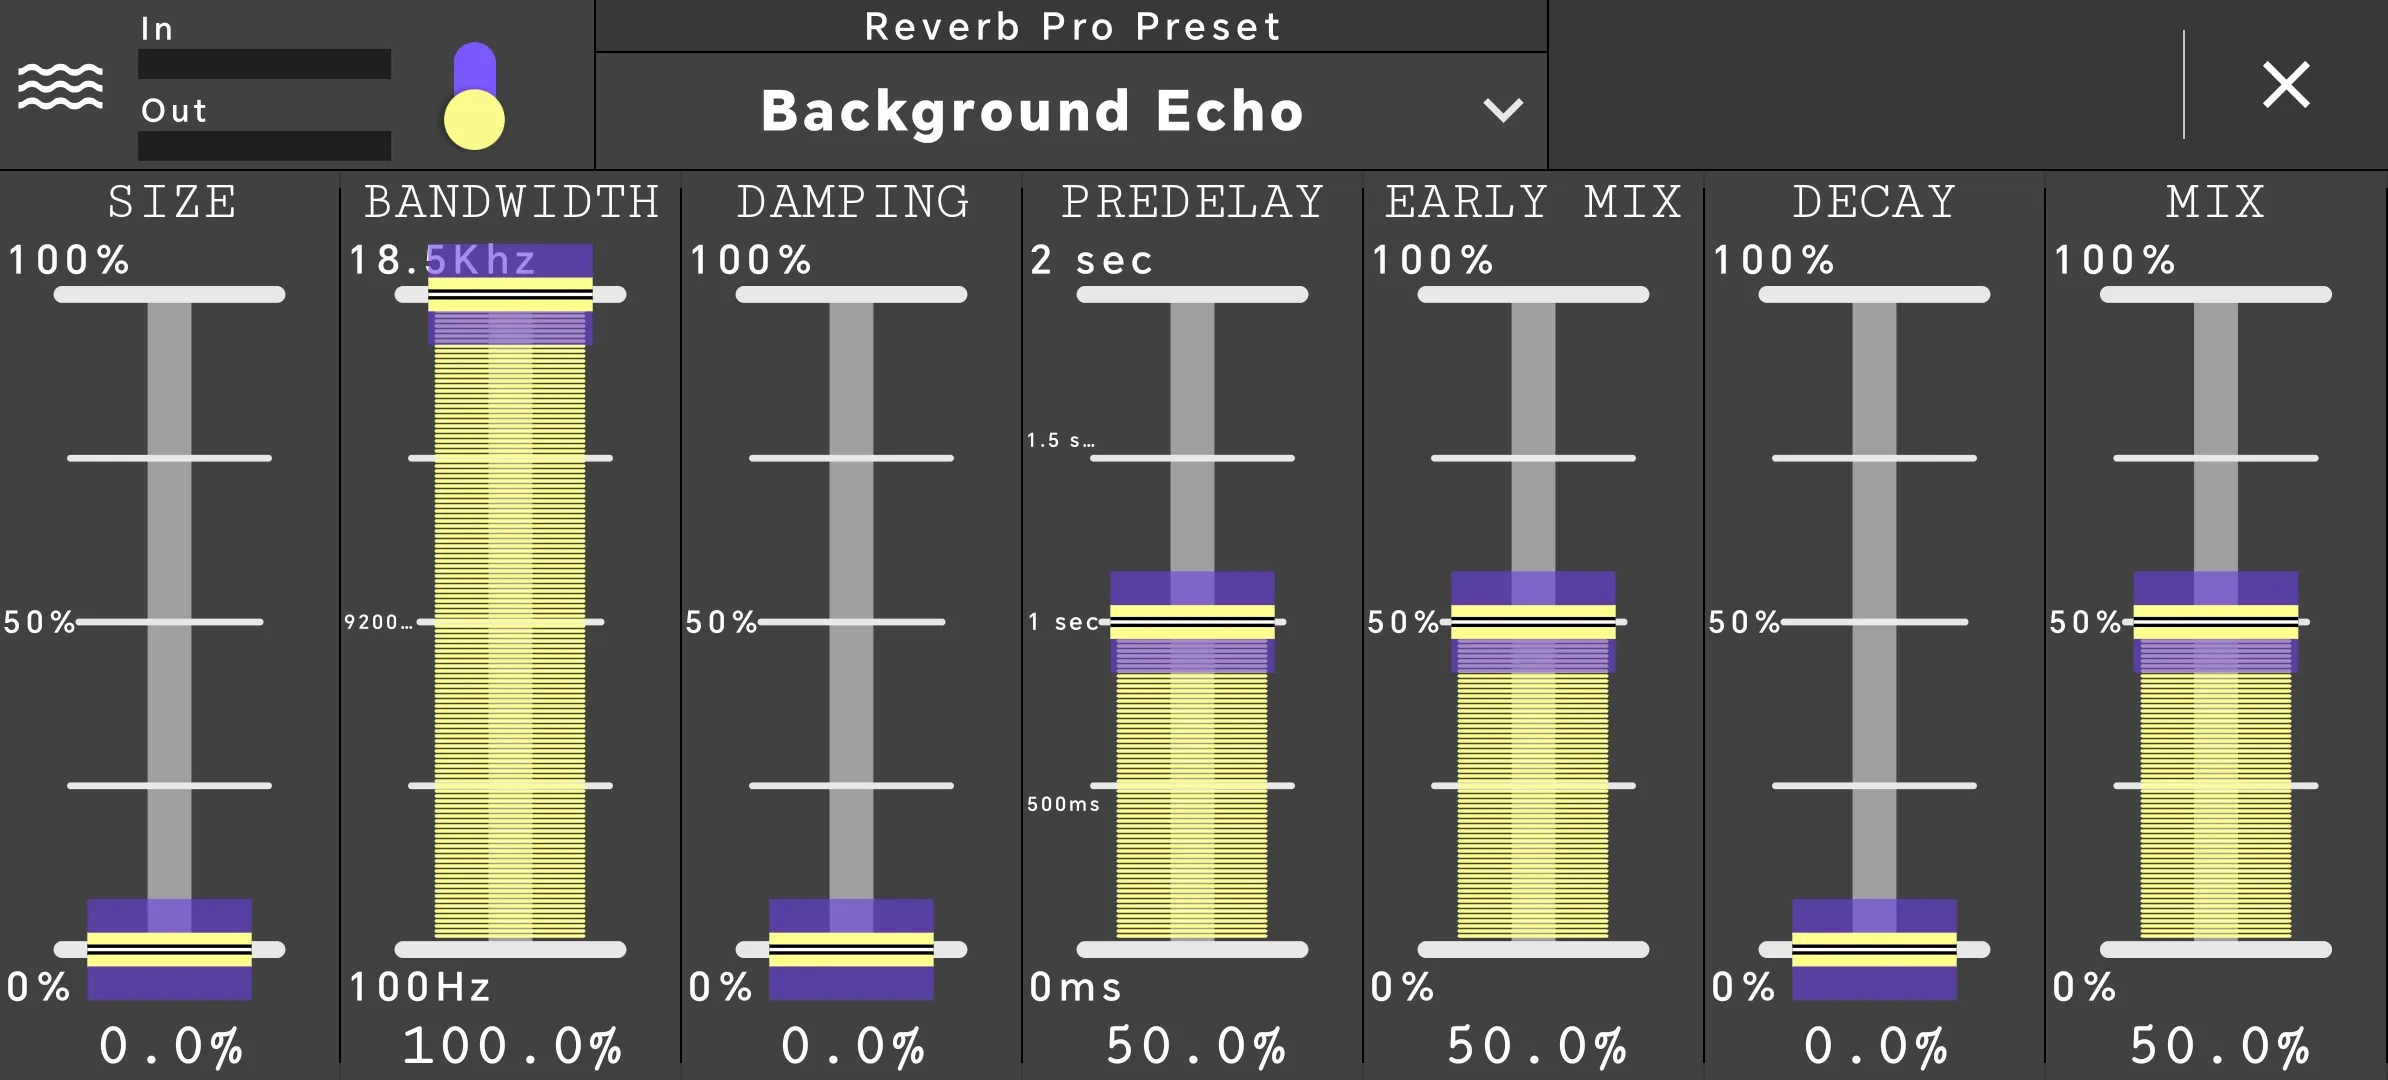 In
Out
Reverb Pro Preset
Background Echo
SIZE
100%
50%
0%
0.0%
BANDWIDTH
18.5Khz
9200…
100Hz
100.0%
DAMPING
100%
50%
0%
0.0%
PREDELAY
2 sec
1.5 s…
1 sec
500ms
0ms
50.0%
EARLY MIX
100%
50%
0%
50.0%
DECAY
100%
50%
0%
0.0%
MIX
100%
50%
0%
50.0%